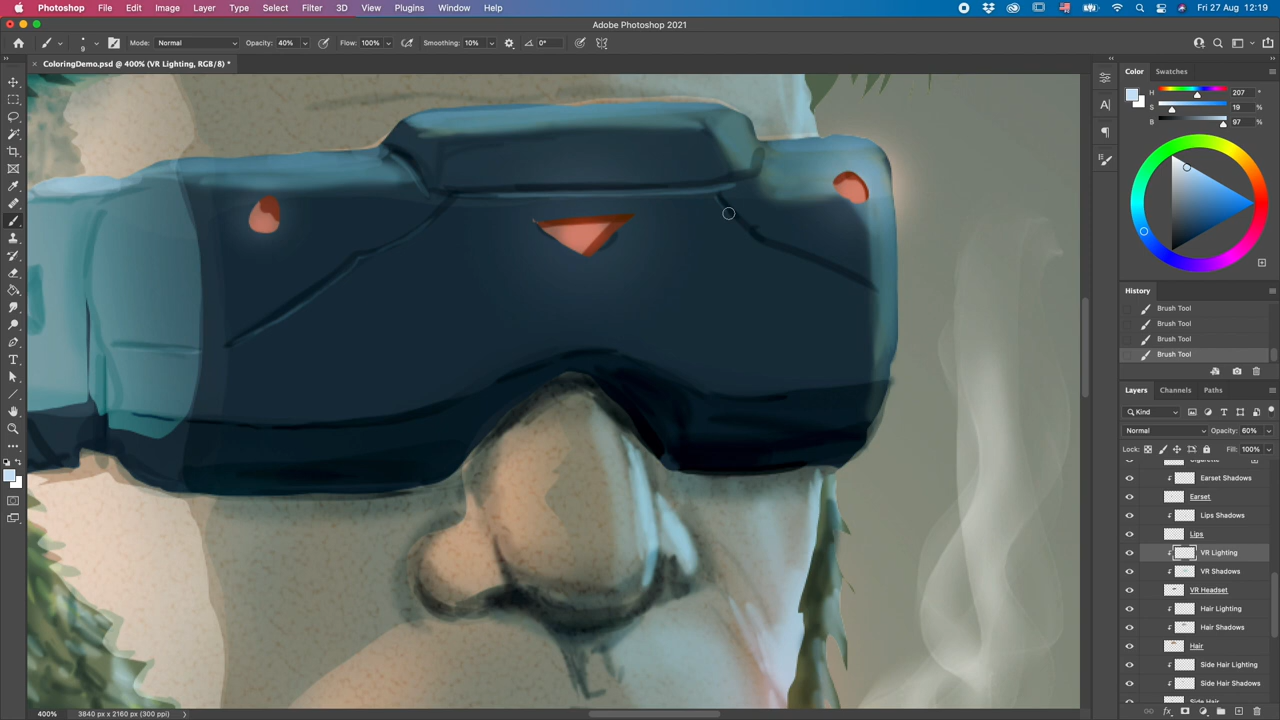 Photoshop File Edit Image Layer Type Select Filter 3D View Plugins Window Help Fri 27 Aug 12:19
Adobe Photoshop 2021
9 Mode: Normal Opacity: 40% Flow: 100% Smoothing: 10% 0°
ColoringDemo.psd @ 400% (VR Lighting, RGB/8) *
Color Swatches
H 207 °
S 19 %
B 97 %
History
Brush Tool
Brush Tool
Brush Tool
Brush Tool
Layers Channels Paths
Kind
Normal Opacity: 60%
Lock: Fill: 100%
Cigarette
Earset Shadows
Earset
Lips Shadows
Lips
VR Lighting
VR Shadows
VR Headset
Hair Lighting
Hair Shadows
Hair
Side Hair Lighting
Side Hair Shadows
Side Hair
400% 3840 px x 2160 px (300 ppi)